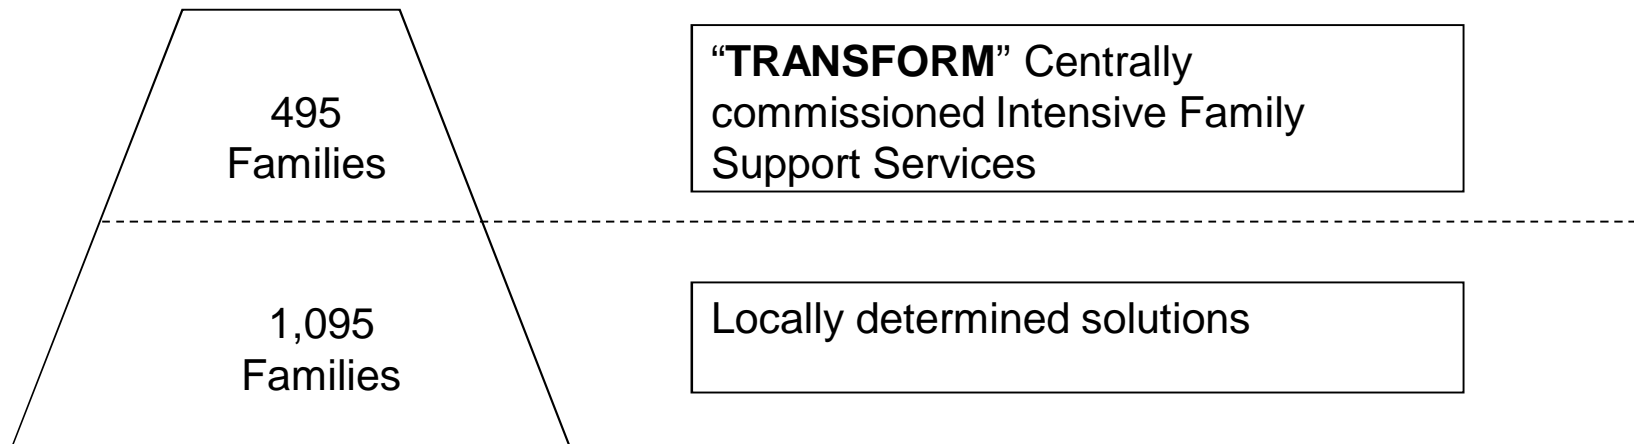 495
Families
“TRANSFORM” Centrally
commissioned Intensive Family
Support Services
1,095
Families
Locally determined solutions